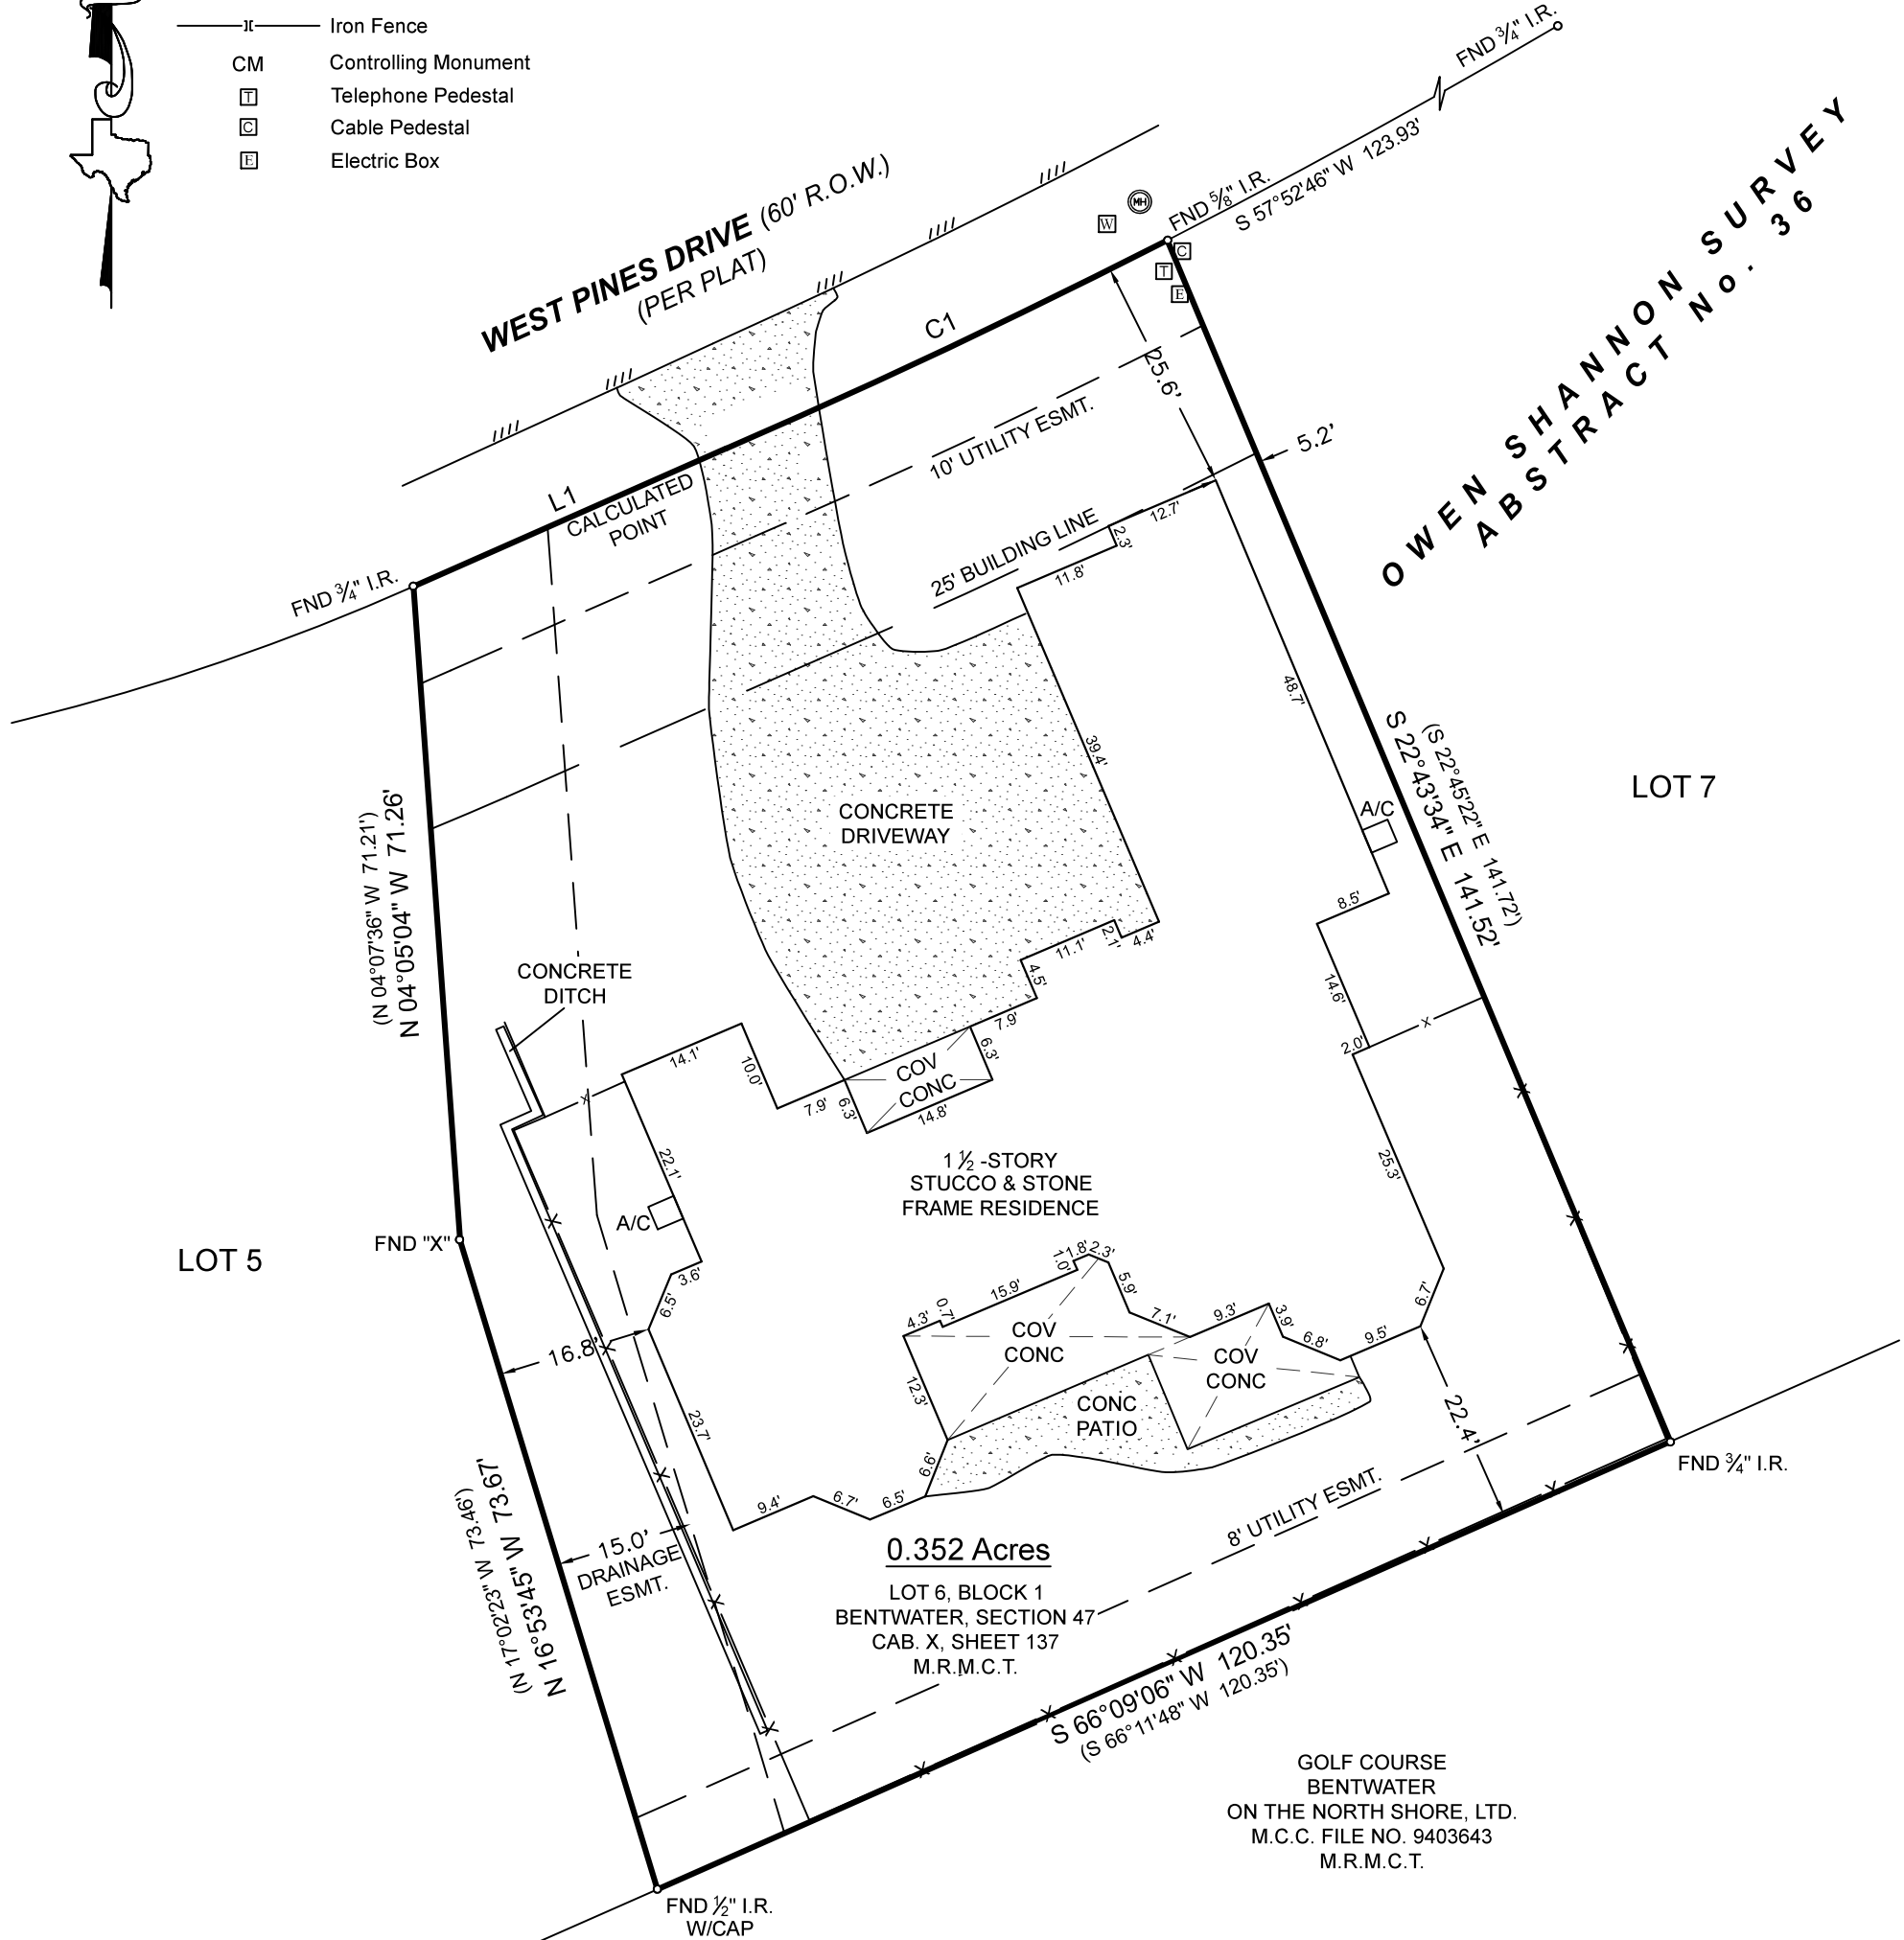 Iron Fence
CM Controlling Monument
T Telephone Pedestal
C Cable Pedestal
E Electric Box
FND ¾" I.R.
S 57°52'46" W 123.93'
FND ⅝" I.R.
MH
W
C
T
E
WEST PINES DRIVE (60' R.O.W.)
(PER PLAT)
OWEN SHANNON SURVEY
ABSTRACT No. 36
C1
L1
CALCULATED
POINT
25.6'
10' UTILITY ESMT.
5.2'
25' BUILDING LINE
12.7'
2.3'
11.8'
FND ¾" I.R.
48.7'
39.4'
CONCRETE
DRIVEWAY
A/C
8.5'
LOT 7
S 22°43'34" E 141.52'
(S 22°45'22" E 141.72')
(N 04°07'36" W 71.21')
N 04°05'04" W 71.26'
11.1'
2.1'
4.4'
4.5'
7.9'
14.6'
X
2.0'
CONCRETE
DITCH
14.1'
10.0'
7.9'
6.3'
COV
CONC
6.3'
14.8'
X
22.1'
A/C
1 ½ -STORY
STUCCO & STONE
FRAME RESIDENCE
25.3'
FND "X"
LOT 5
3.6'
6.5'
16.8'
4.3'
0.7'
15.9'
1.0'
1.8'
2.3'
5.9'
7.1'
9.3'
3.9'
6.8'
9.5'
6.7'
COV
CONC
COV
CONC
12.3'
CONC
PATIO
22.4'
23.7'
9.4'
6.7'
6.5'
6.6'
8' UTILITY ESMT.
FND ¾" I.R.
(N 17°02'23" W 73.46')
N 16°53'45" W 73.67'
15.0'
DRAINAGE
ESMT.
0.352 Acres
LOT 6, BLOCK 1
BENTWATER, SECTION 47
CAB. X, SHEET 137
M.R.M.C.T.
S 66°09'06" W 120.35'
(S 66°11'48" W 120.35')
GOLF COURSE
BENTWATER
ON THE NORTH SHORE, LTD.
M.C.C. FILE NO. 9403643
M.R.M.C.T.
FND ½" I.R.
W/CAP